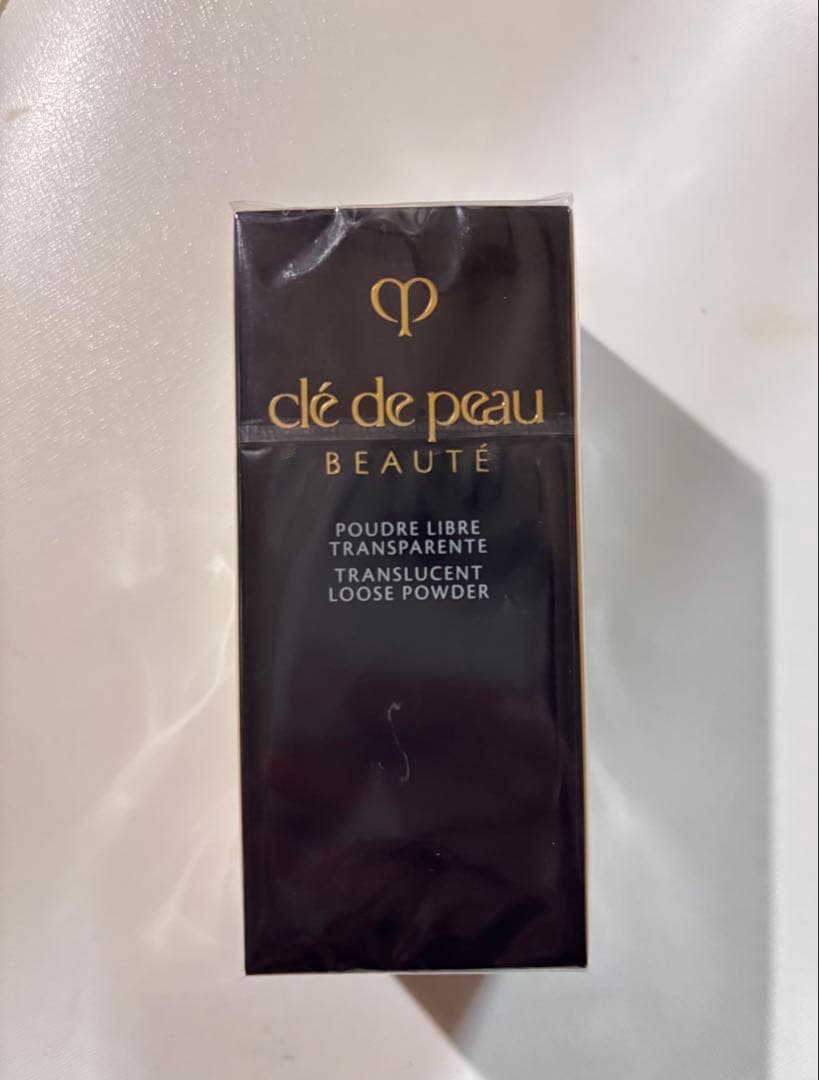 clé de peau
BEAUTÉ
POUDRE LIBRE
TRANSPARENTE
TRANSLUCENT
LOOSE POWDER